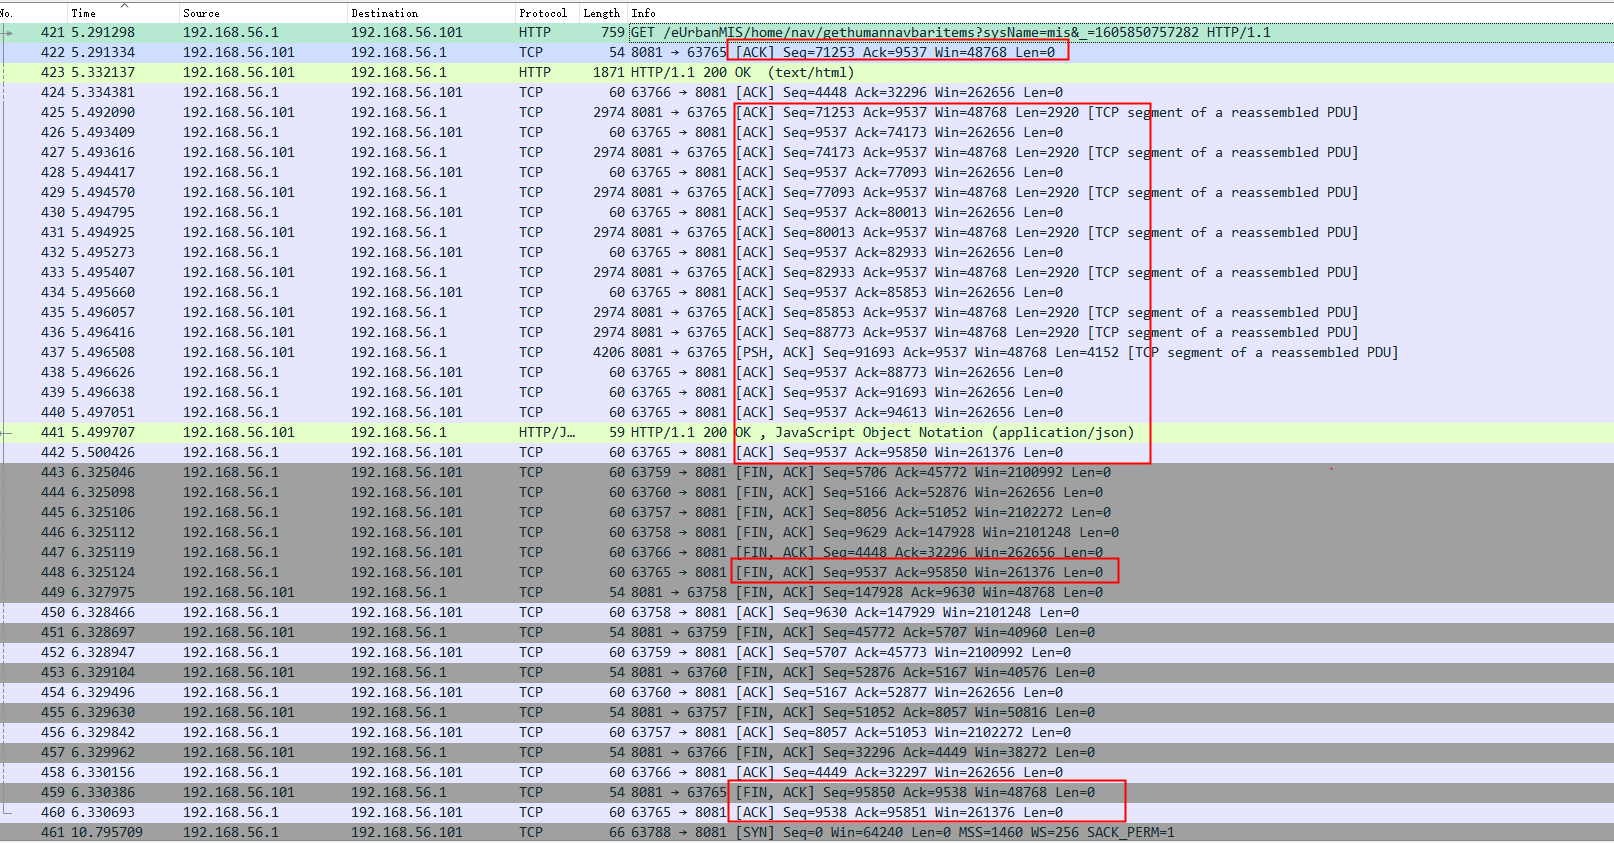 No. Time Source Destination Protocol Length Info
421 5.291298 192.168.56.1 192.168.56.101 HTTP 759 GET /eUrbanMIS/home/nav/gethumannavbaritems?sysName=mis&_=1605850757282 HTTP/1.1
422 5.291334 192.168.56.101 192.168.56.1 TCP 54 8081 → 63765 [ACK] Seq=71253 Ack=9537 Win=48768 Len=0
423 5.332137 192.168.56.101 192.168.56.1 HTTP 1871 HTTP/1.1 200 OK (text/html)
424 5.334381 192.168.56.1 192.168.56.101 TCP 60 63766 → 8081 [ACK] Seq=4448 Ack=32296 Win=262656 Len=0
425 5.492090 192.168.56.101 192.168.56.1 TCP 2974 8081 → 63765 [ACK] Seq=71253 Ack=9537 Win=48768 Len=2920 [TCP segment of a reassembled PDU]
426 5.493409 192.168.56.1 192.168.56.101 TCP 60 63765 → 8081 [ACK] Seq=9537 Ack=74173 Win=262656 Len=0
427 5.493616 192.168.56.101 192.168.56.1 TCP 2974 8081 → 63765 [ACK] Seq=74173 Ack=9537 Win=48768 Len=2920 [TCP segment of a reassembled PDU]
428 5.494417 192.168.56.1 192.168.56.101 TCP 60 63765 → 8081 [ACK] Seq=9537 Ack=77093 Win=262656 Len=0
429 5.494570 192.168.56.101 192.168.56.1 TCP 2974 8081 → 63765 [ACK] Seq=77093 Ack=9537 Win=48768 Len=2920 [TCP segment of a reassembled PDU]
430 5.494795 192.168.56.1 192.168.56.101 TCP 60 63765 → 8081 [ACK] Seq=9537 Ack=80013 Win=262656 Len=0
431 5.494925 192.168.56.101 192.168.56.1 TCP 2974 8081 → 63765 [ACK] Seq=80013 Ack=9537 Win=48768 Len=2920 [TCP segment of a reassembled PDU]
432 5.495273 192.168.56.1 192.168.56.101 TCP 60 63765 → 8081 [ACK] Seq=9537 Ack=82933 Win=262656 Len=0
433 5.495407 192.168.56.101 192.168.56.1 TCP 2974 8081 → 63765 [ACK] Seq=82933 Ack=9537 Win=48768 Len=2920 [TCP segment of a reassembled PDU]
434 5.495660 192.168.56.1 192.168.56.101 TCP 60 63765 → 8081 [ACK] Seq=9537 Ack=85853 Win=262656 Len=0
435 5.496057 192.168.56.101 192.168.56.1 TCP 2974 8081 → 63765 [ACK] Seq=85853 Ack=9537 Win=48768 Len=2920 [TCP segment of a reassembled PDU]
436 5.496416 192.168.56.101 192.168.56.1 TCP 2974 8081 → 63765 [ACK] Seq=88773 Ack=9537 Win=48768 Len=2920 [TCP segment of a reassembled PDU]
437 5.496508 192.168.56.101 192.168.56.1 TCP 4206 8081 → 63765 [PSH, ACK] Seq=91693 Ack=9537 Win=48768 Len=4152 [TCP segment of a reassembled PDU]
438 5.496626 192.168.56.1 192.168.56.101 TCP 60 63765 → 8081 [ACK] Seq=9537 Ack=88773 Win=262656 Len=0
439 5.496638 192.168.56.1 192.168.56.101 TCP 60 63765 → 8081 [ACK] Seq=9537 Ack=91693 Win=262656 Len=0
440 5.497051 192.168.56.1 192.168.56.101 TCP 60 63765 → 8081 [ACK] Seq=9537 Ack=94613 Win=262656 Len=0
441 5.499707 192.168.56.101 192.168.56.1 HTTP/J… 59 HTTP/1.1 200 OK , JavaScript Object Notation (application/json)
442 5.500426 192.168.56.1 192.168.56.101 TCP 60 63765 → 8081 [ACK] Seq=9537 Ack=95850 Win=261376 Len=0
443 6.325046 192.168.56.1 192.168.56.101 TCP 60 63759 → 8081 [FIN, ACK] Seq=5706 Ack=45772 Win=2100992 Len=0
444 6.325098 192.168.56.1 192.168.56.101 TCP 60 63760 → 8081 [FIN, ACK] Seq=5166 Ack=52876 Win=262656 Len=0
445 6.325106 192.168.56.1 192.168.56.101 TCP 60 63757 → 8081 [FIN, ACK] Seq=8056 Ack=51052 Win=2102272 Len=0
446 6.325112 192.168.56.1 192.168.56.101 TCP 60 63758 → 8081 [FIN, ACK] Seq=9629 Ack=147928 Win=2101248 Len=0
447 6.325119 192.168.56.1 192.168.56.101 TCP 60 63766 → 8081 [FIN, ACK] Seq=4448 Ack=32296 Win=262656 Len=0
448 6.325124 192.168.56.1 192.168.56.101 TCP 60 63765 → 8081 [FIN, ACK] Seq=9537 Ack=95850 Win=261376 Len=0
449 6.327975 192.168.56.101 192.168.56.1 TCP 54 8081 → 63758 [FIN, ACK] Seq=147928 Ack=9630 Win=48768 Len=0
450 6.328466 192.168.56.1 192.168.56.101 TCP 60 63758 → 8081 [ACK] Seq=9630 Ack=147929 Win=2101248 Len=0
451 6.328697 192.168.56.101 192.168.56.1 TCP 54 8081 → 63759 [FIN, ACK] Seq=45772 Ack=5707 Win=40960 Len=0
452 6.328947 192.168.56.1 192.168.56.101 TCP 60 63759 → 8081 [ACK] Seq=5707 Ack=45773 Win=2100992 Len=0
453 6.329104 192.168.56.101 192.168.56.1 TCP 54 8081 → 63760 [FIN, ACK] Seq=52876 Ack=5167 Win=40576 Len=0
454 6.329496 192.168.56.1 192.168.56.101 TCP 60 63760 → 8081 [ACK] Seq=5167 Ack=52877 Win=262656 Len=0
455 6.329630 192.168.56.101 192.168.56.1 TCP 54 8081 → 63757 [FIN, ACK] Seq=51052 Ack=8057 Win=50816 Len=0
456 6.329842 192.168.56.1 192.168.56.101 TCP 60 63757 → 8081 [ACK] Seq=8057 Ack=51053 Win=2102272 Len=0
457 6.329962 192.168.56.101 192.168.56.1 TCP 54 8081 → 63766 [FIN, ACK] Seq=32296 Ack=4449 Win=38272 Len=0
458 6.330156 192.168.56.1 192.168.56.101 TCP 60 63766 → 8081 [ACK] Seq=4449 Ack=32297 Win=262656 Len=0
459 6.330386 192.168.56.101 192.168.56.1 TCP 54 8081 → 63765 [FIN, ACK] Seq=95850 Ack=9538 Win=48768 Len=0
460 6.330693 192.168.56.1 192.168.56.101 TCP 60 63765 → 8081 [ACK] Seq=9538 Ack=95851 Win=261376 Len=0
461 10.795709 192.168.56.1 192.168.56.101 TCP 66 63788 → 8081 [SYN] Seq=0 Win=64240 Len=0 MSS=1460 WS=256 SACK_PERM=1